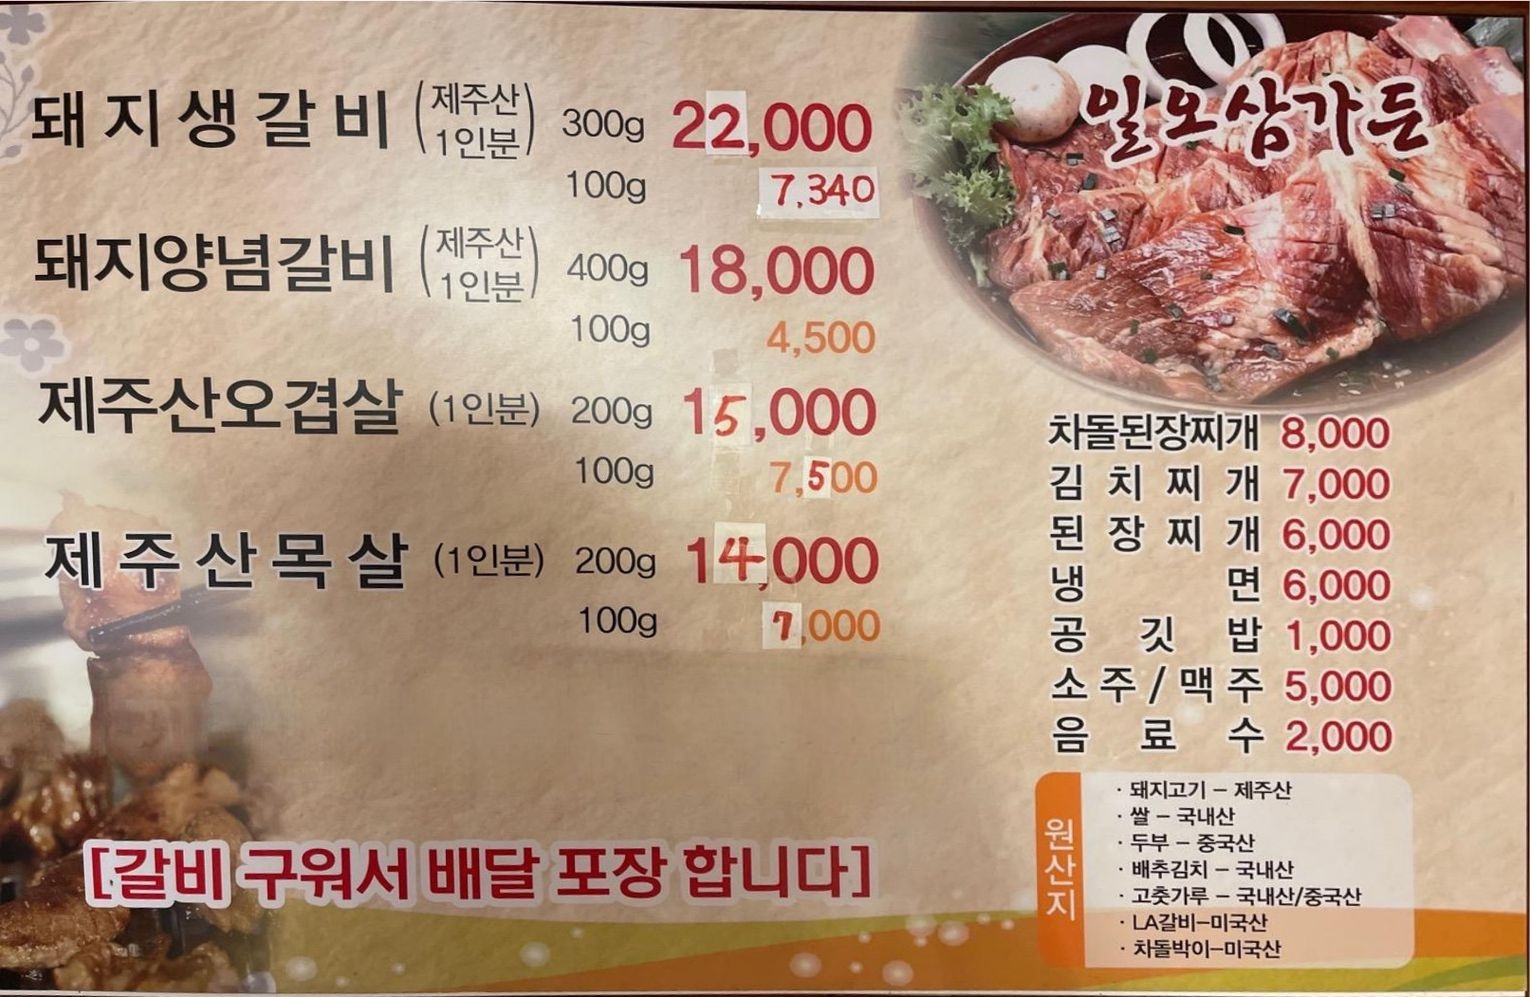 돼지생갈비 (제주산 1인분) 300g 22,000
100g 7,340
돼지양념갈비 (제주산 1인분) 400g 18,000
100g 4,500
제주산오겹살 (1인분) 200g 15,000
100g 7,500
제주산목살 (1인분) 200g 14,000
100g 7,000
[갈비 구워서 배달 포장 합니다]
일오삼가든
차돌된장찌개 8,000
김치찌개 7,000
된장찌개 6,000
냉면 6,000
공깃밥 1,000
소주/맥주 5,000
음료수 2,000
원산지
· 돼지고기 – 제주산
· 쌀 – 국내산
· 두부 – 중국산
· 배추김치 – 국내산
· 고춧가루 – 국내산/중국산
· LA갈비–미국산
· 차돌박이–미국산